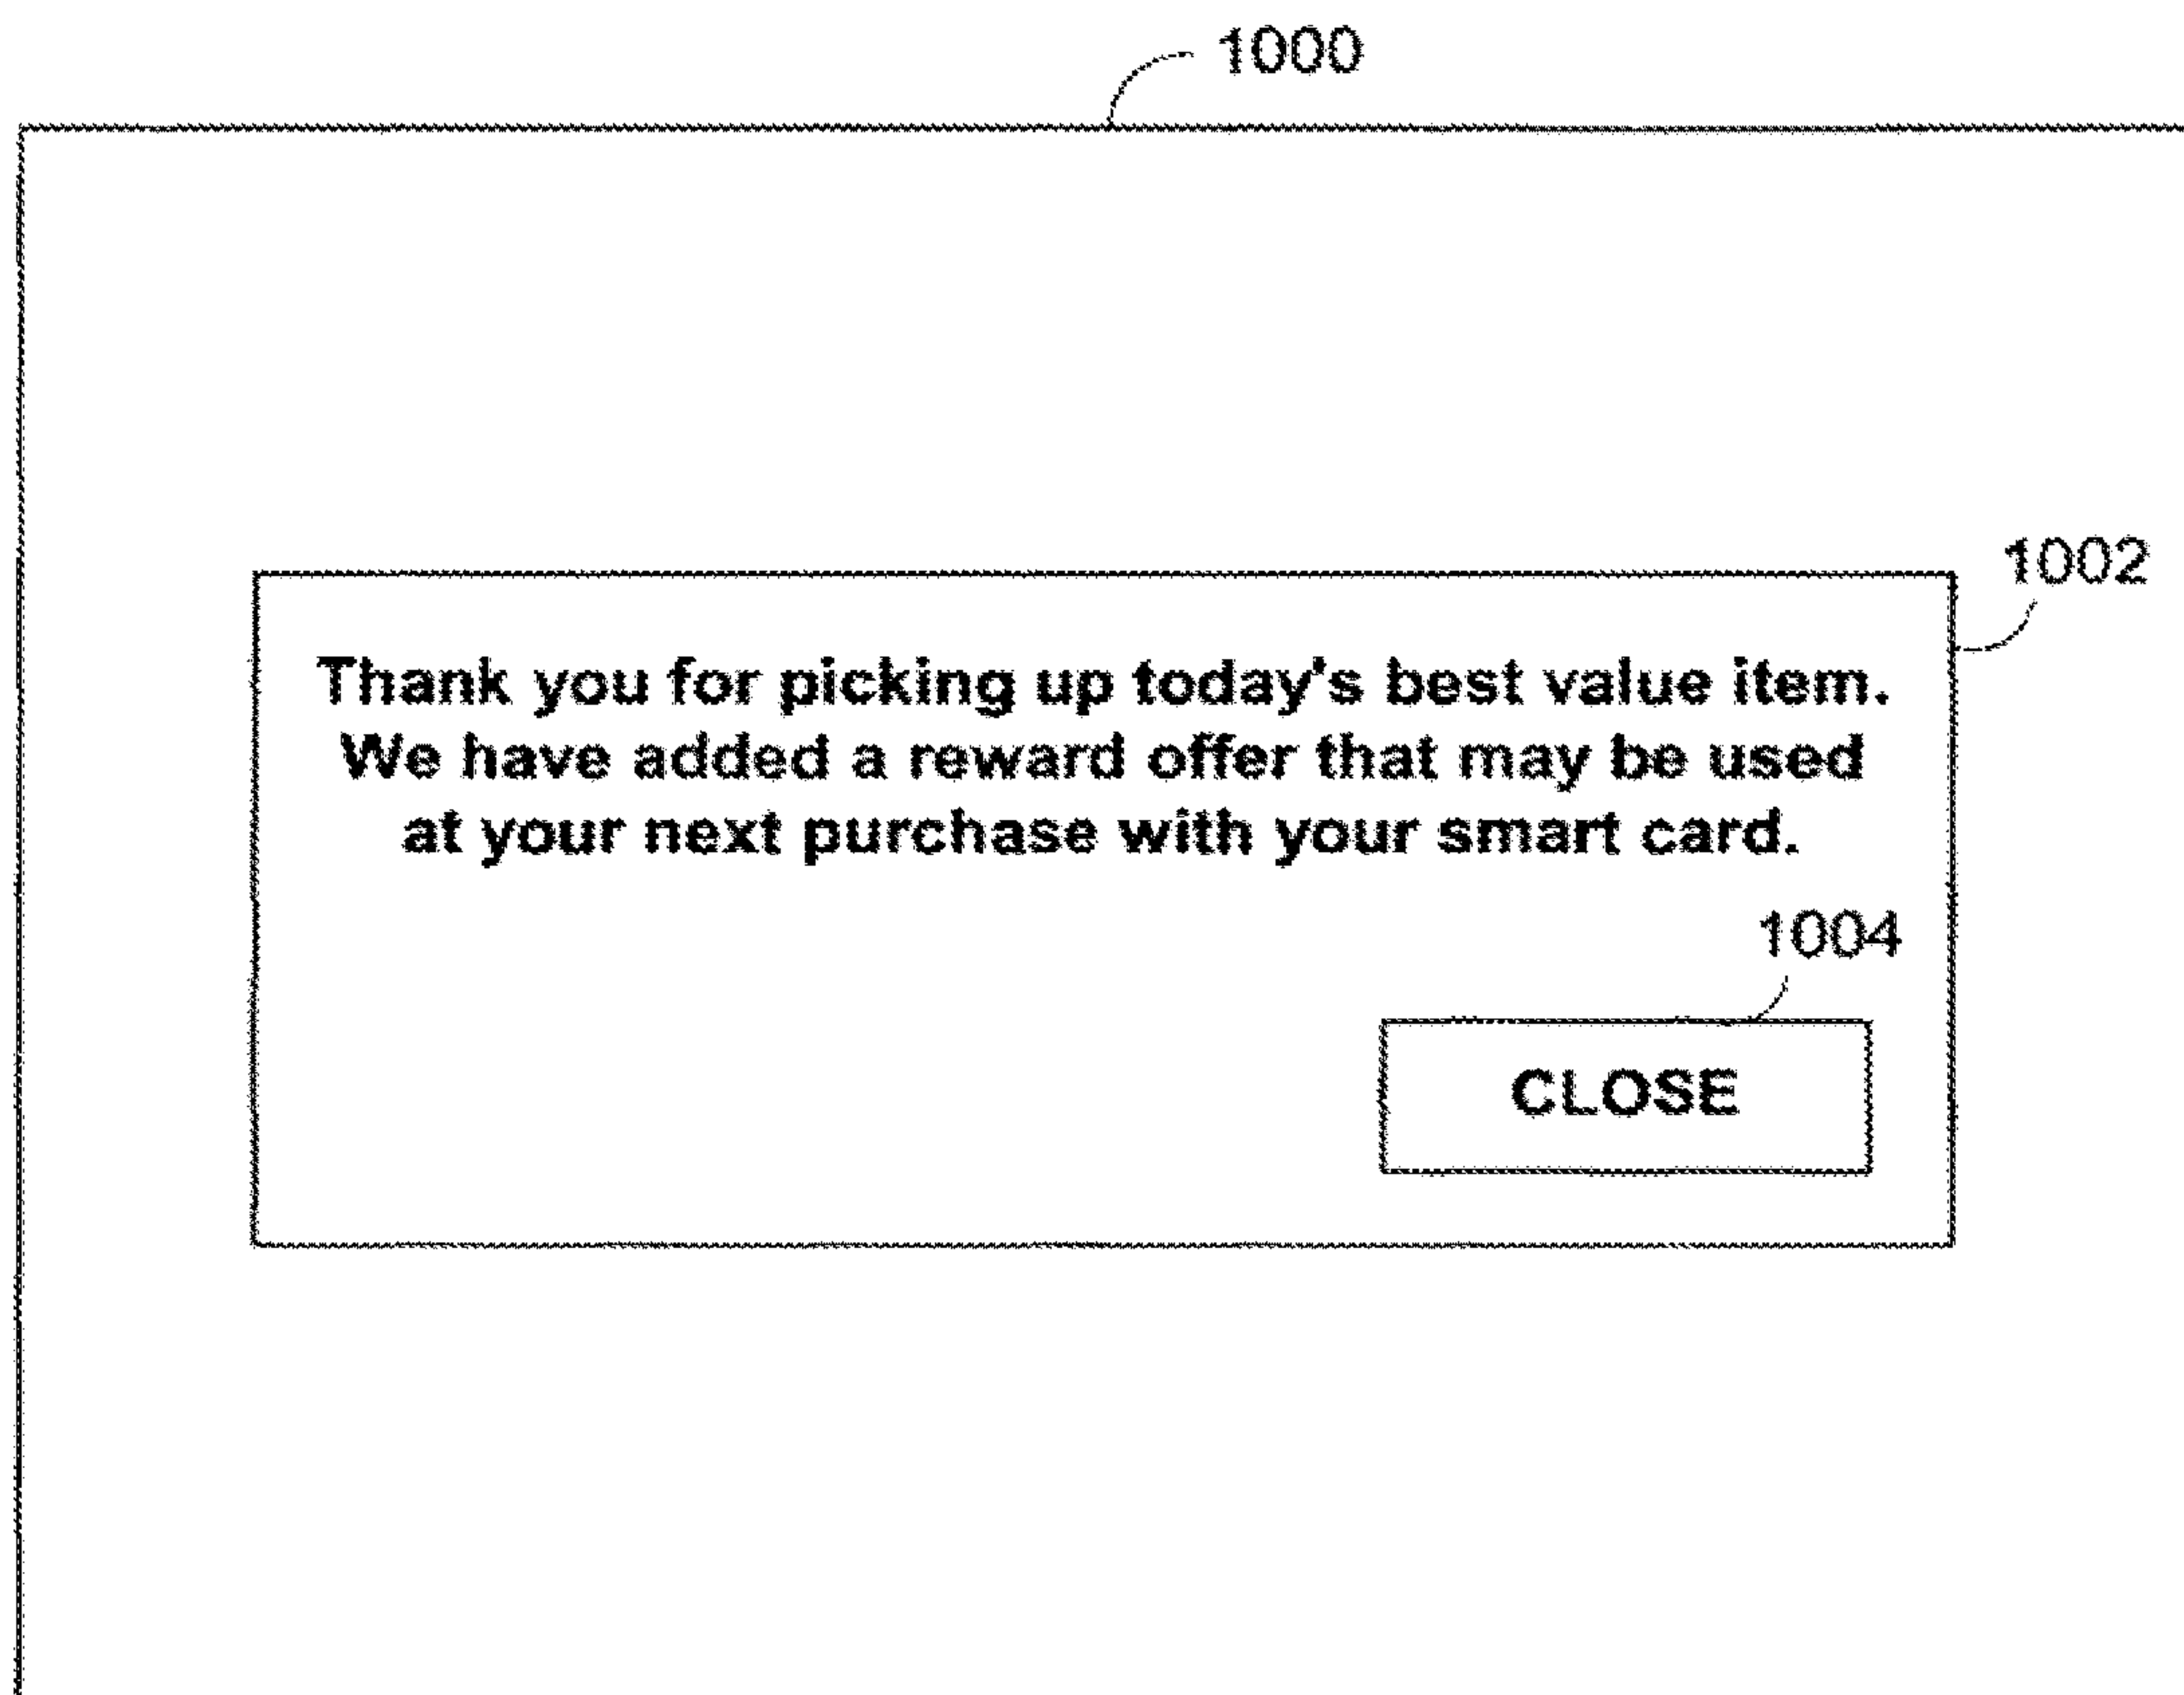 1000
1002
Thank you for picking up today's best value item.
We have added a reward offer that may be used
at your next purchase with your smart card.
1004
CLOSE